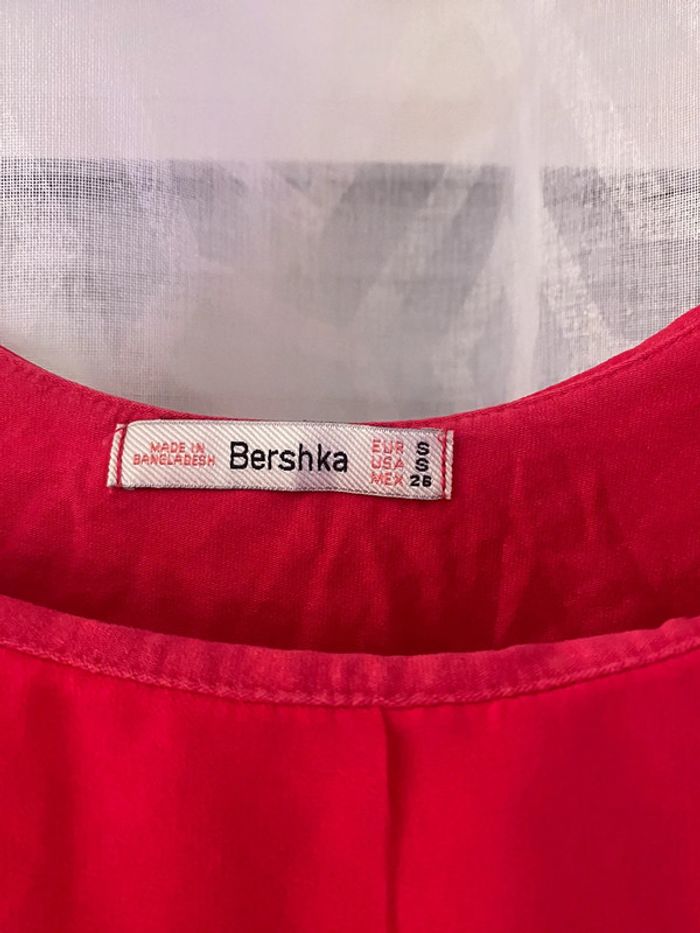 MADE IN
BANGLADESH
Bershka
EUR S
USA S
MEX 26